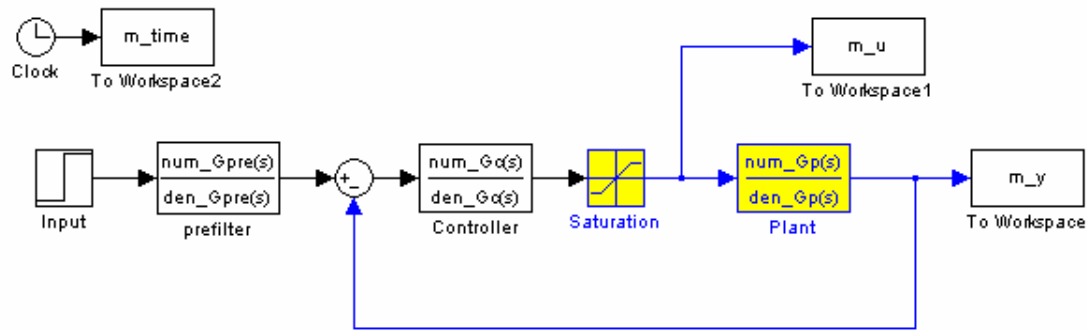 m_time
Clock
To Workspace2
m_u
To Workspace1
Input
num_Gpre(s)
den_Gpre(s)
prefilter
+
-
num_Gc(s)
den_Gc(s)
Controller
Saturation
num_Gp(s)
den_Gp(s)
Plant
m_y
To Workspace